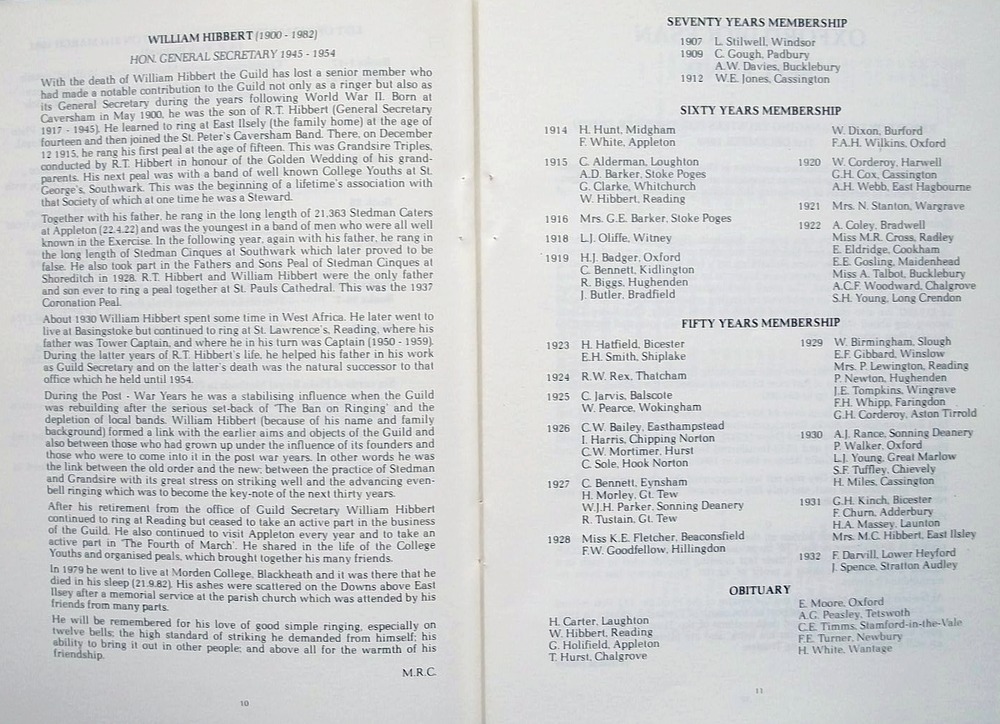 WILLIAM HIBBERT (1900 - 1982)
HON. GENERAL SECRETARY 1945 - 1954
With the death of William Hibbert the Guild has lost a senior member who
had made a notable contribution to the Guild not only as a ringer but also as
its General Secretary during the years following World War II. Born at
Caversham in May 1900, he was the son of R.T. Hibbert (General Secretary
1917 - 1945). He learned to ring at East Ilsely (the family home) at the age of
fourteen and then joined the St. Peter's Caversham Band. There, on December
12 1915, he rang his first peal at the age of fifteen. This was Grandsire Triples,
conducted by R.T. Hibbert in honour of the Golden Wedding of his grand-
parents. His next peal was with a band of well known College Youths at St.
George's, Southwark. This was the beginning of a lifetime's association with
that Society of which at one time he was a Steward.
Together with his father, he rang in the long length of 21,363 Stedman Caters
at Appleton (22.4.22) and was the youngest in a band of men who were all well
known in the Exercise. In the following year, again with his father, he rang in
the long length of Stedman Cinques at Southwark which later proved to be
false. He also took part in the Fathers and Sons Peal of Stedman Cinques at
Shoreditch in 1928. R.T. Hibbert and William Hibbert were the only father
and son ever to ring a peal together at St. Pauls Cathedral. This was the 1937
Coronation Peal.
About 1930 William Hibbert spent some time in West Africa. He later went to
live at Basingstoke but continued to ring at St. Lawrence's, Reading, where his
father was Tower Captain, and where he in his turn was Captain (1950 - 1959).
During the latter years of R.T. Hibbert's life, he helped his father in his work
as Guild Secretary and on the latter's death was the natural successor to that
office which he held until 1954.
During the Post - War Years he was a stabilising influence when the Guild
was rebuilding after the serious set-back of 'The Ban on Ringing' and the
depletion of local bands. William Hibbert (because of his name and family
background) formed a link with the earlier aims and objects of the Guild and
also between those who had grown up under the influence of its founders and
those who were to come into it in the post war years. In other words he was
the link between the old order and the new; between the practice of Stedman
and Grandsire with its great stress on striking well and the advancing even-
bell ringing which was to become the key-note of the next thirty years.
After his retirement from the office of Guild Secretary William Hibbert
continued to ring at Reading but ceased to take an active part in the business
of the Guild. He also continued to visit Appleton every year and to take an
active part in 'The Fourth of March'. He shared in the life of the College
Youths and organised peals, which brought together his many friends.
In 1979 he went to live at Morden College, Blackheath and it was there that he
died in his sleep (21.9.82). His ashes were scattered on the Downs above East
Ilsey after a memorial service at the parish church which was attended by his
friends from many parts.
He will be remembered for his love of good simple ringing, especially on
twelve bells; the high standard of striking he demanded from himself; his
ability to bring it out in other people; and above all for the warmth of his
friendship.
M.R.C.
10
SEVENTY YEARS MEMBERSHIP
1907 L. Stilwell, Windsor
1909 C. Gough, Padbury
A.W. Davies, Bucklebury
1912 W.E. Jones, Cassington
SIXTY YEARS MEMBERSHIP
1914 H. Hunt, Midgham
F. White, Appleton
1915 C. Alderman, Loughton
A.D. Barker, Stoke Poges
G. Clarke, Whitchurch
W. Hibbert, Reading
1916 Mrs. G.E. Barker, Stoke Poges
1918 L.J. Oliffe, Witney
1919 H.J. Badger, Oxford
C. Bennett, Kidlington
R. Biggs, Hughenden
J. Butler, Bradfield
W. Dixon, Burford
F.A.H. Wilkins, Oxford
1920 W. Corderoy, Harwell
G.H. Cox, Cassington
A.H. Webb, East Hagbourne
1921 Mrs. N. Stanton, Wargrave
1922 A. Coley, Bradwell
Miss M.R. Cross, Radley
E. Eldridge, Cookham
E.E. Gosling, Maidenhead
Miss A. Talbot, Bucklebury
A.C.F. Woodward, Chalgrove
S.H. Young, Long Crendon
FIFTY YEARS MEMBERSHIP
1923 H. Hatfield, Bicester
E.H. Smith, Shiplake
1924 R.W. Rex, Thatcham
1925 C. Jarvis, Balscote
W. Pearce, Wokingham
1926 C.W. Bailey, Easthampstead
I. Harris, Chipping Norton
C.W. Mortimer, Hurst
C. Sole, Hook Norton
1927 C. Bennett, Eynsham
H. Morley, Gt. Tew
W.J.H. Parker, Sonning Deanery
R. Tustain, Gt. Tew
1928 Miss K.E. Fletcher, Beaconsfield
F.W. Goodfellow, Hillingdon
1929 W. Birmingham, Slough
E.F. Gibbard, Winslow
Mrs. P. Lewington, Reading
P. Newton, Hughenden
J.E. Tompkins, Wingrave
F.H. Whipp, Faringdon
G.H. Corderoy, Aston Tirrold
1930 A.J. Rance, Sonning Deanery
P. Walker, Oxford
L.J. Young, Great Marlow
S.F. Tuffley, Chievely
H. Miles, Cassington
1931 G.H. Kinch, Bicester
F. Churn, Adderbury
H.A. Massey, Launton
Mrs. M.C. Hibbert, East Ilsley
1932 F. Darvill, Lower Heyford
J. Spence, Stratton Audley
OBITUARY
H. Carter, Laughton
W. Hibbert, Reading
G. Holifield, Appleton
T. Hurst, Chalgrove
E. Moore, Oxford
A.G. Peasley, Tetswoth
C.E. Timms, Stamford-in-the-Vale
F.E. Turner, Newbury
H. White, Wantage
11